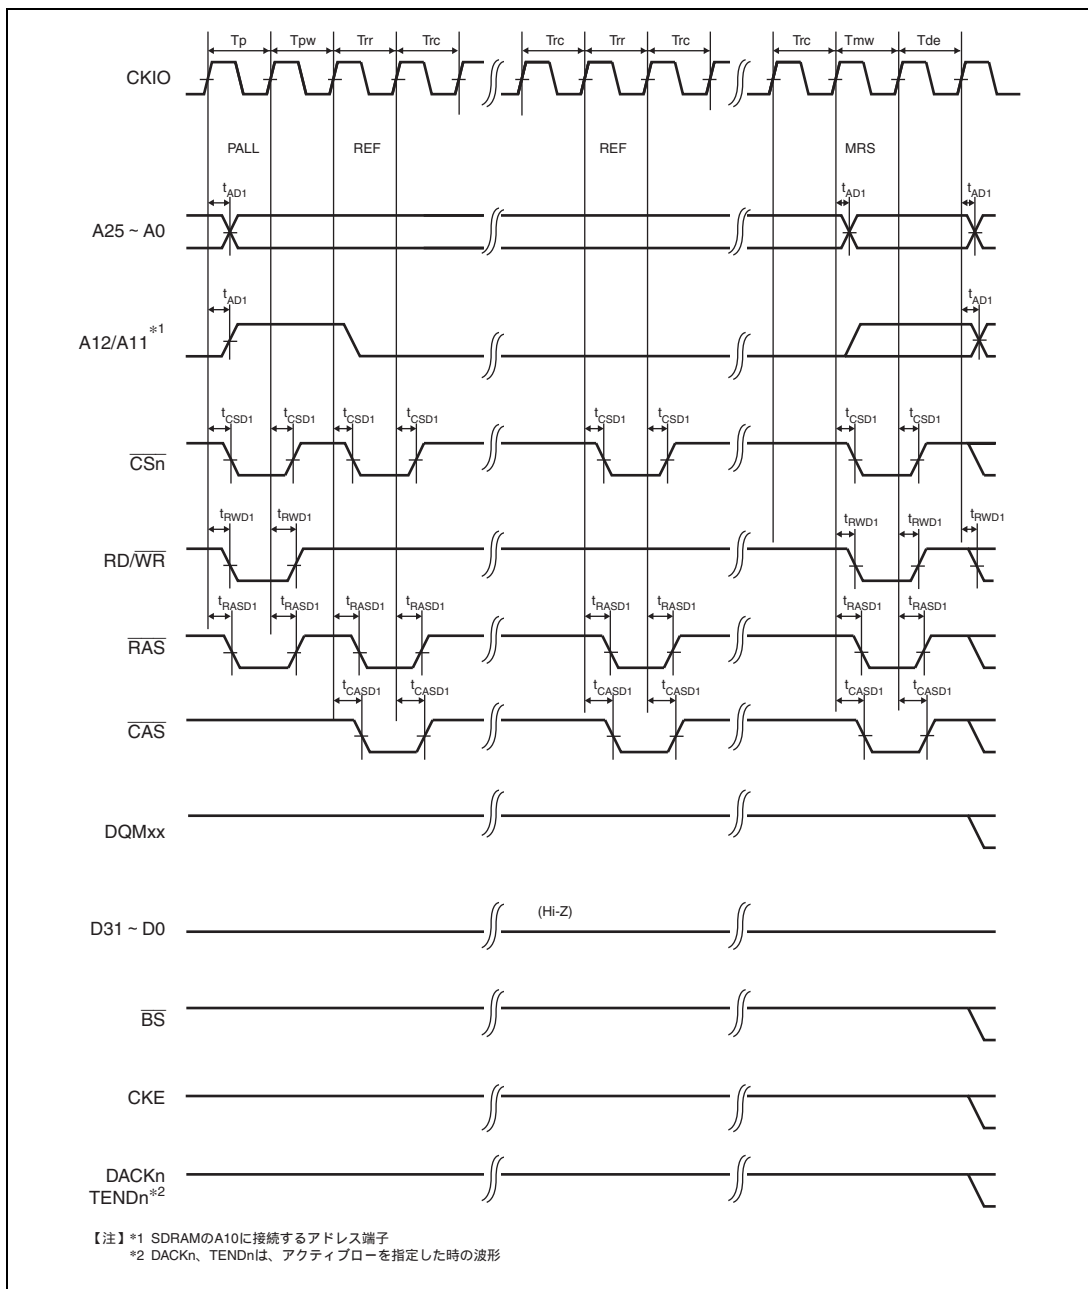 Tp Tpw Trr Trc Trc Trr Trc Trc Tmw Tde
CKIO
PALL REF REF MRS
tAD1 tAD1 tAD1
A25 ~ A0
tAD1 tAD1
A12/A11*1
tCSD1 tCSD1 tCSD1 tCSD1 tCSD1 tCSD1 tCSD1 tCSD1
CSn
tRWD1 tRWD1 tRWD1 tRWD1 tRWD1
RD/WR
tRASD1 tRASD1 tRASD1 tRASD1 tRASD1 tRASD1 tRASD1 tRASD1
RAS
tCASD1 tCASD1 tCASD1 tCASD1 tCASD1 tCASD1
CAS
DQMxx
(Hi-Z)
D31 ~ D0
BS
CKE
DACKn
TENDn*2
【注】*1 SDRAMのA10に接続するアドレス端子
*2 DACKn、TENDnは、アクティブローを指定した時の波形